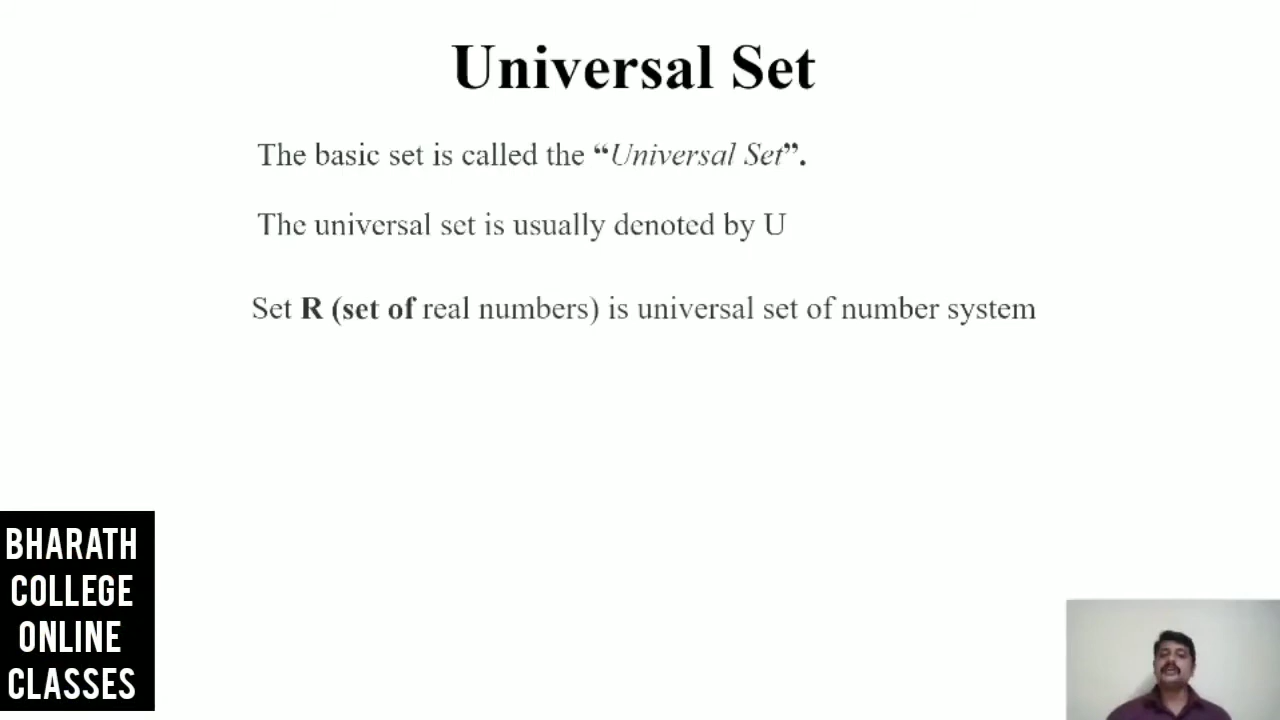 Universal Set
The basic set is called the “Universal Set”.
The universal set is usually denoted by U
Set R (set of real numbers) is universal set of number system
BHARATH
COLLEGE
ONLINE
CLASSES